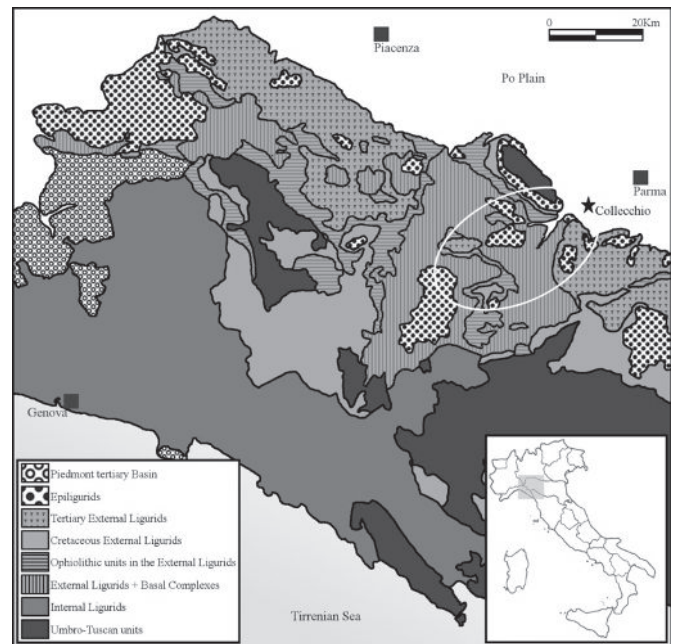 0 20Km
Piacenza
Po Plain
Parma
Collecchio
Genova
Piedmont tertiary Basin
Epiligurids
Tertiary External Ligurids
Cretaceous External Ligurids
Ophiolithic units in the External Ligurids
External Ligurids + Basal Complexes
Internal Ligurids
Umbro-Tuscan units
Tirrenian Sea